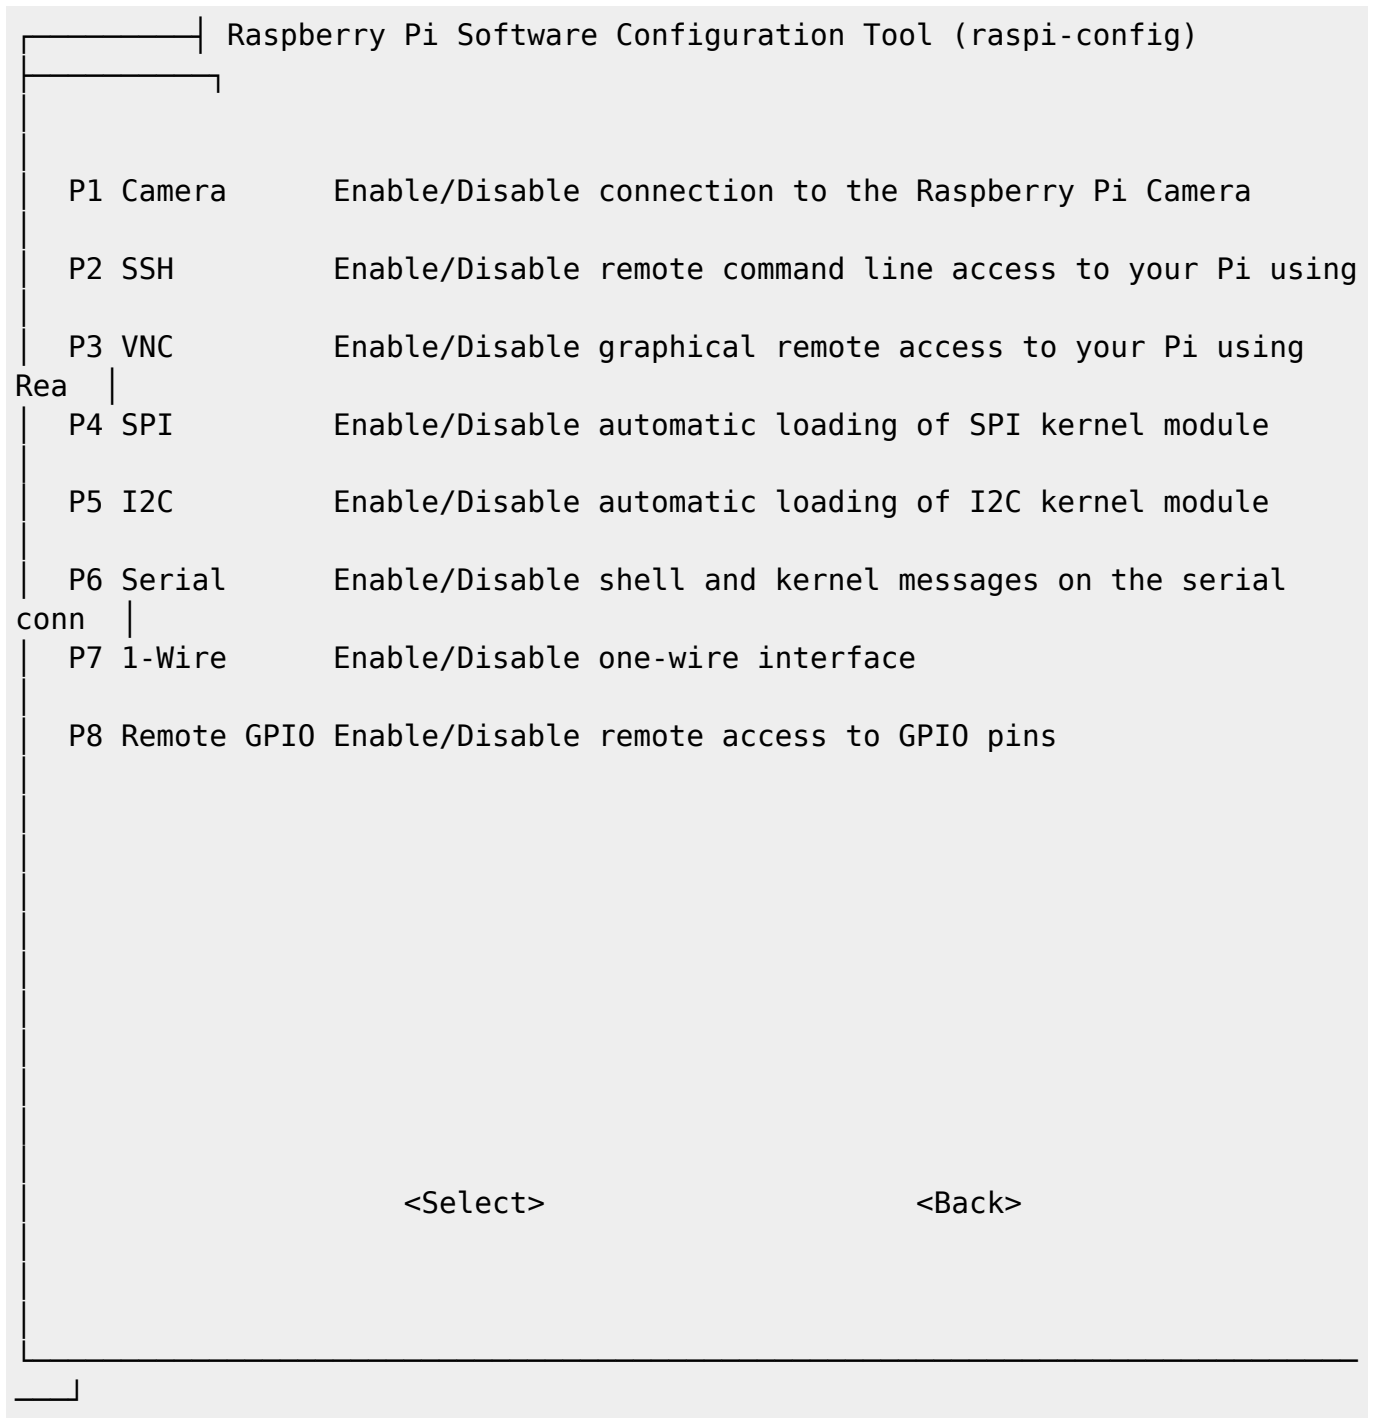 Raspberry Pi Software Configuration Tool (raspi-config)
P1 Camera      Enable/Disable connection to the Raspberry Pi Camera
P2 SSH         Enable/Disable remote command line access to your Pi using
P3 VNC         Enable/Disable graphical remote access to your Pi using
Rea
P4 SPI         Enable/Disable automatic loading of SPI kernel module
P5 I2C         Enable/Disable automatic loading of I2C kernel module
P6 Serial      Enable/Disable shell and kernel messages on the serial
conn
P7 1-Wire      Enable/Disable one-wire interface
P8 Remote GPIO Enable/Disable remote access to GPIO pins
<Select>                     <Back>